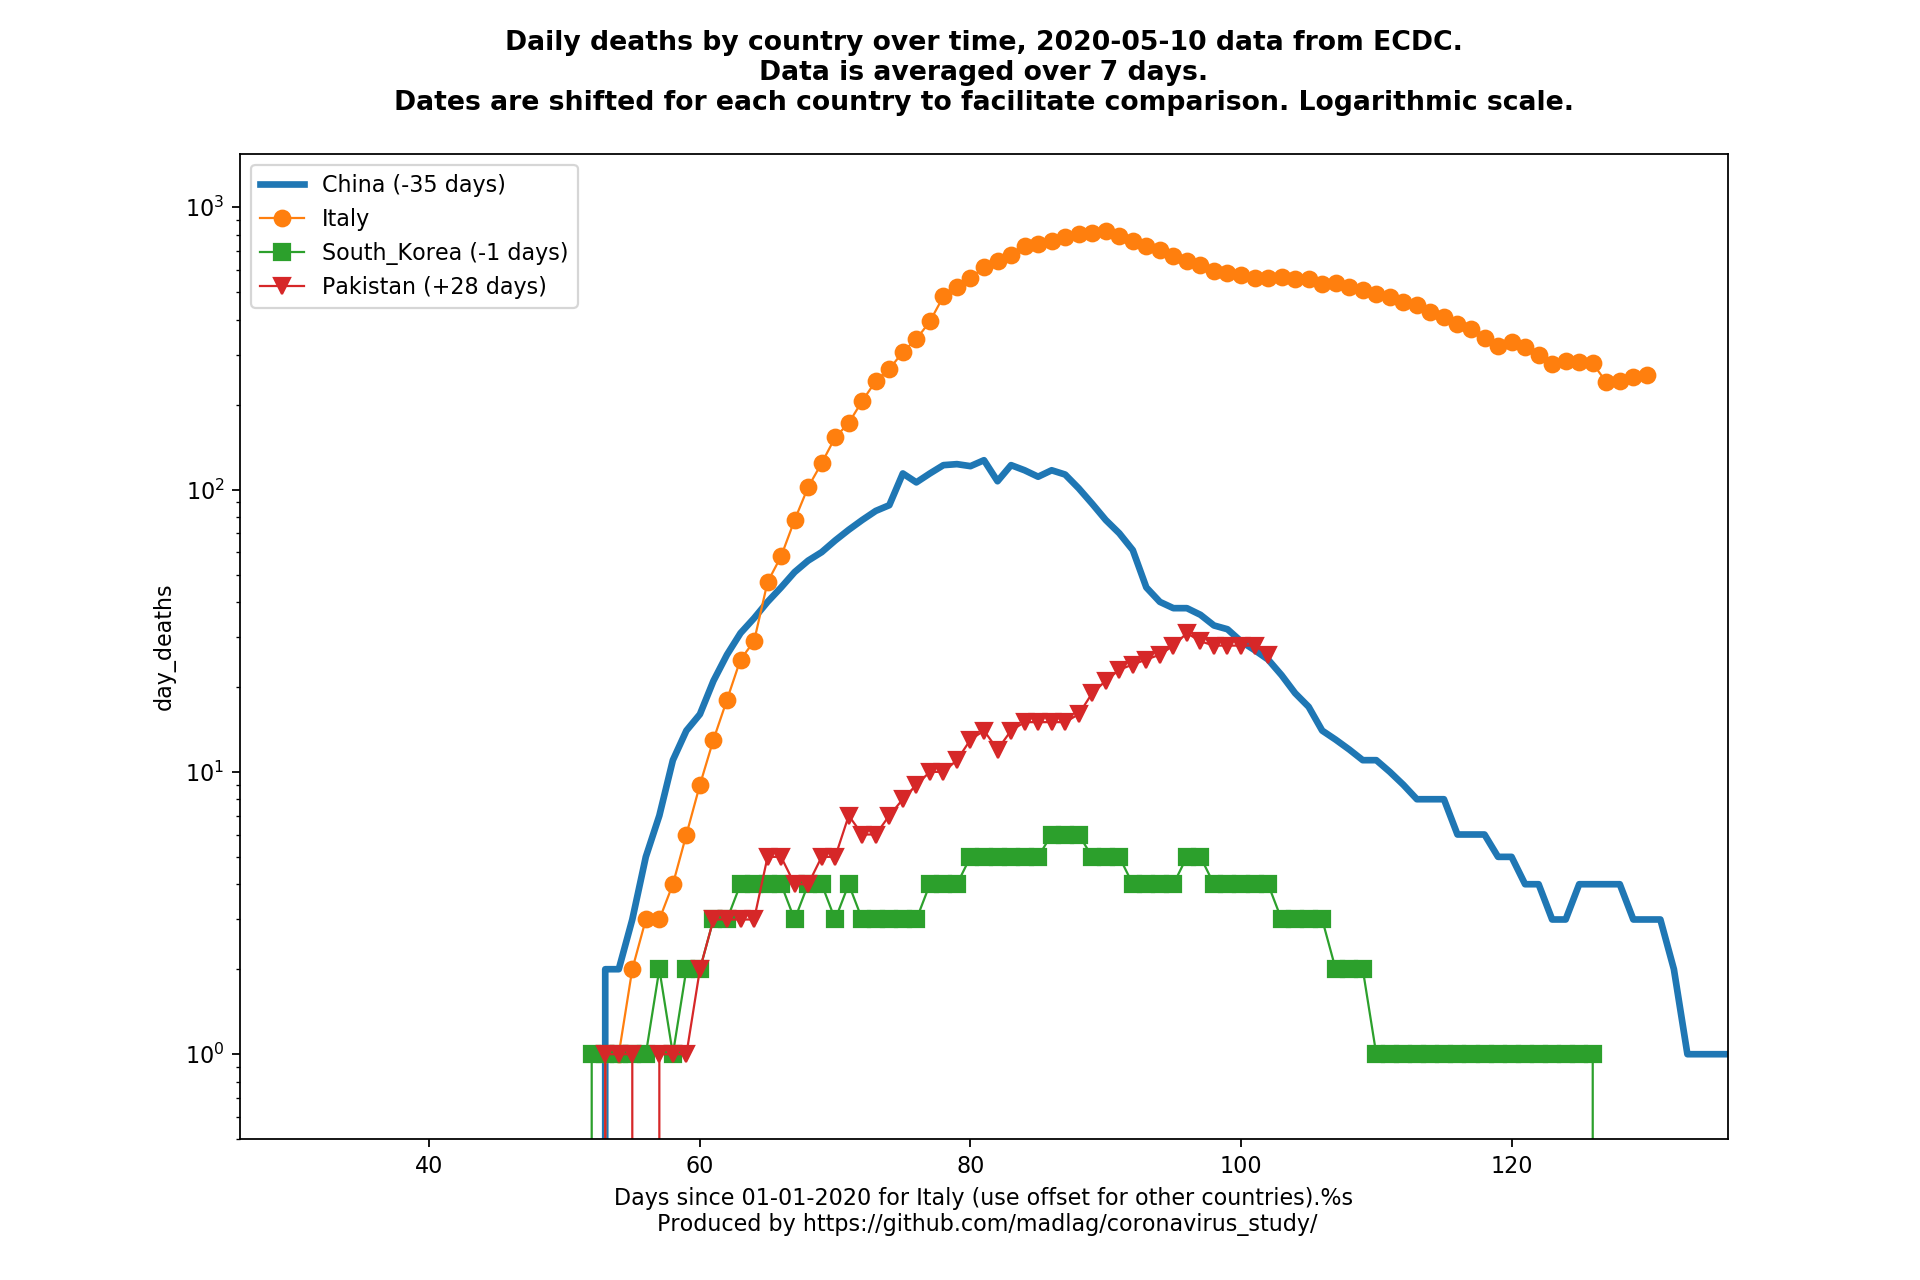 Daily deaths by country over time, 2020-05-10 data from ECDC.
Data is averaged over 7 days.
Dates are shifted for each country to facilitate comparison. Logarithmic scale.
China (-35 days)
Italy
South_Korea (-1 days)
Pakistan (+28 days)
10³
10²
10¹
10⁰
day_deaths
40 60 80 100 120
Days since 01-01-2020 for Italy (use offset for other countries).%s
Produced by https://github.com/madlag/coronavirus_study/